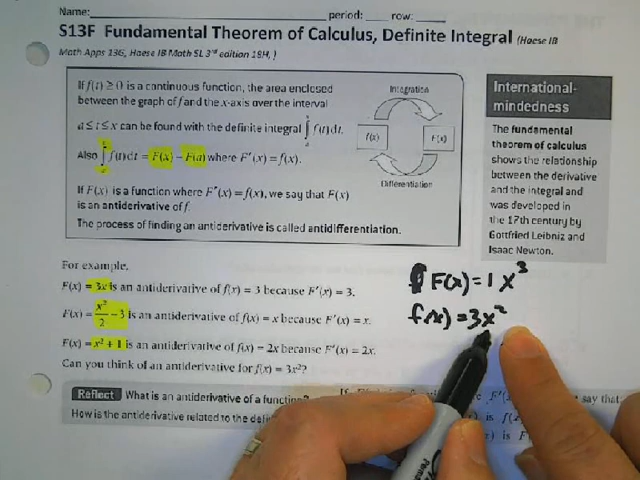 Name: period: row:
S13F Fundamental Theorem of Calculus, Definite Integral (Haese IB
Math Apps 13G, Haese IB Math SL 3rd edition 18H, )
If f(t) ≥ 0 is a continuous function, the area enclosed
between the graph of f and the x-axis over the interval
a ≤ t ≤ x can be found with the definite integral ∫ₐˣ f(t)dt.
Also ∫ₐˣ f(t)dt = F(x) − F(a) where F'(x) = f(x).
If F(x) is a function where F'(x) = f(x), we say that F(x)
is an antiderivative of f.
The process of finding an antiderivative is called antidifferentiation.
Integration
f(x) F(x)
Differentiation
International-
mindedness
The fundamental
theorem of calculus
shows the relationship
between the derivative
and the integral and
was developed in
the 17th century by
Gottfried Leibniz and
Isaac Newton.
For example,
F(x) = 3x is an antiderivative of f(x) = 3 because F'(x) = 3.
F(x) = x²/2 − 3 is an antiderivative of f(x) = x because F'(x) = x.
F(x) = x² + 1 is an antiderivative of f(x) = 2x because F'(x) = 2x.
Can you think of an antiderivative for f(x) = 3x²?
F(x) = 1x³
f(x) = 3x²
Reflect What is an antiderivative of a function?
How is the antiderivative related to the
say that